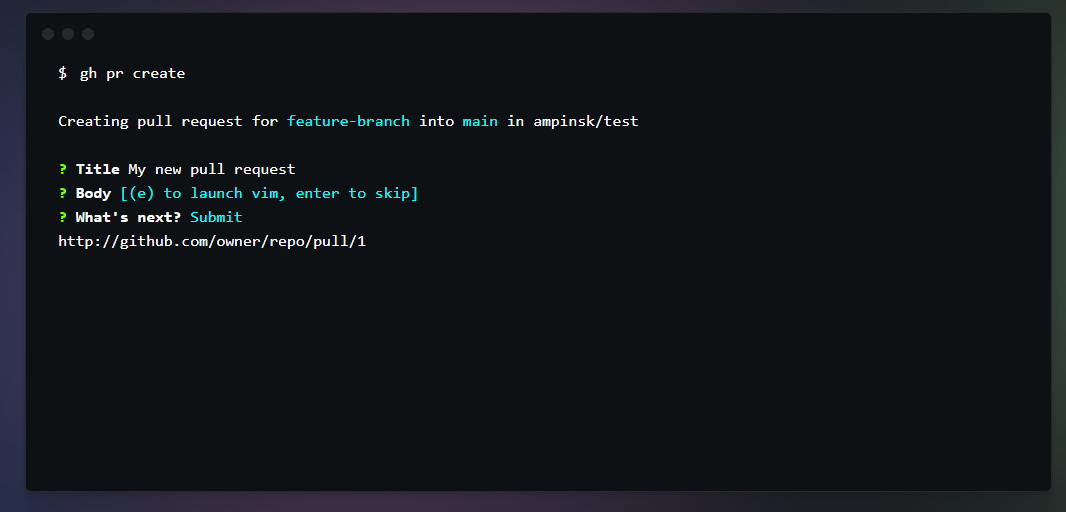 $ gh pr create
Creating pull request for feature-branch into main in ampinsk/test
? Title My new pull request
? Body [(e) to launch vim, enter to skip]
? What's next? Submit
http://github.com/owner/repo/pull/1